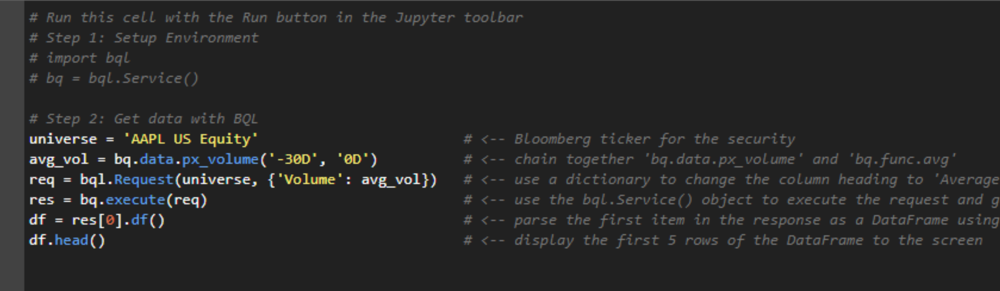 # Run this cell with the Run button in the Jupyter toolbar
# Step 1: Setup Environment
# import bql
# bq = bql.Service()
# Step 2: Get data with BQL
universe = 'AAPL US Equity' # <-- Bloomberg ticker for the security
avg_vol = bq.data.px_volume('-30D', '0D') # <-- chain together 'bq.data.px_volume' and 'bq.func.avg'
req = bql.Request(universe, {'Volume': avg_vol}) # <-- use a dictionary to change the column heading to 'Average
res = bq.execute(req) # <-- use the bql.Service() object to execute the request and g
df = res[0].df() # <-- parse the first item in the response as a DataFrame using
df.head() # <-- display the first 5 rows of the DataFrame to the screen